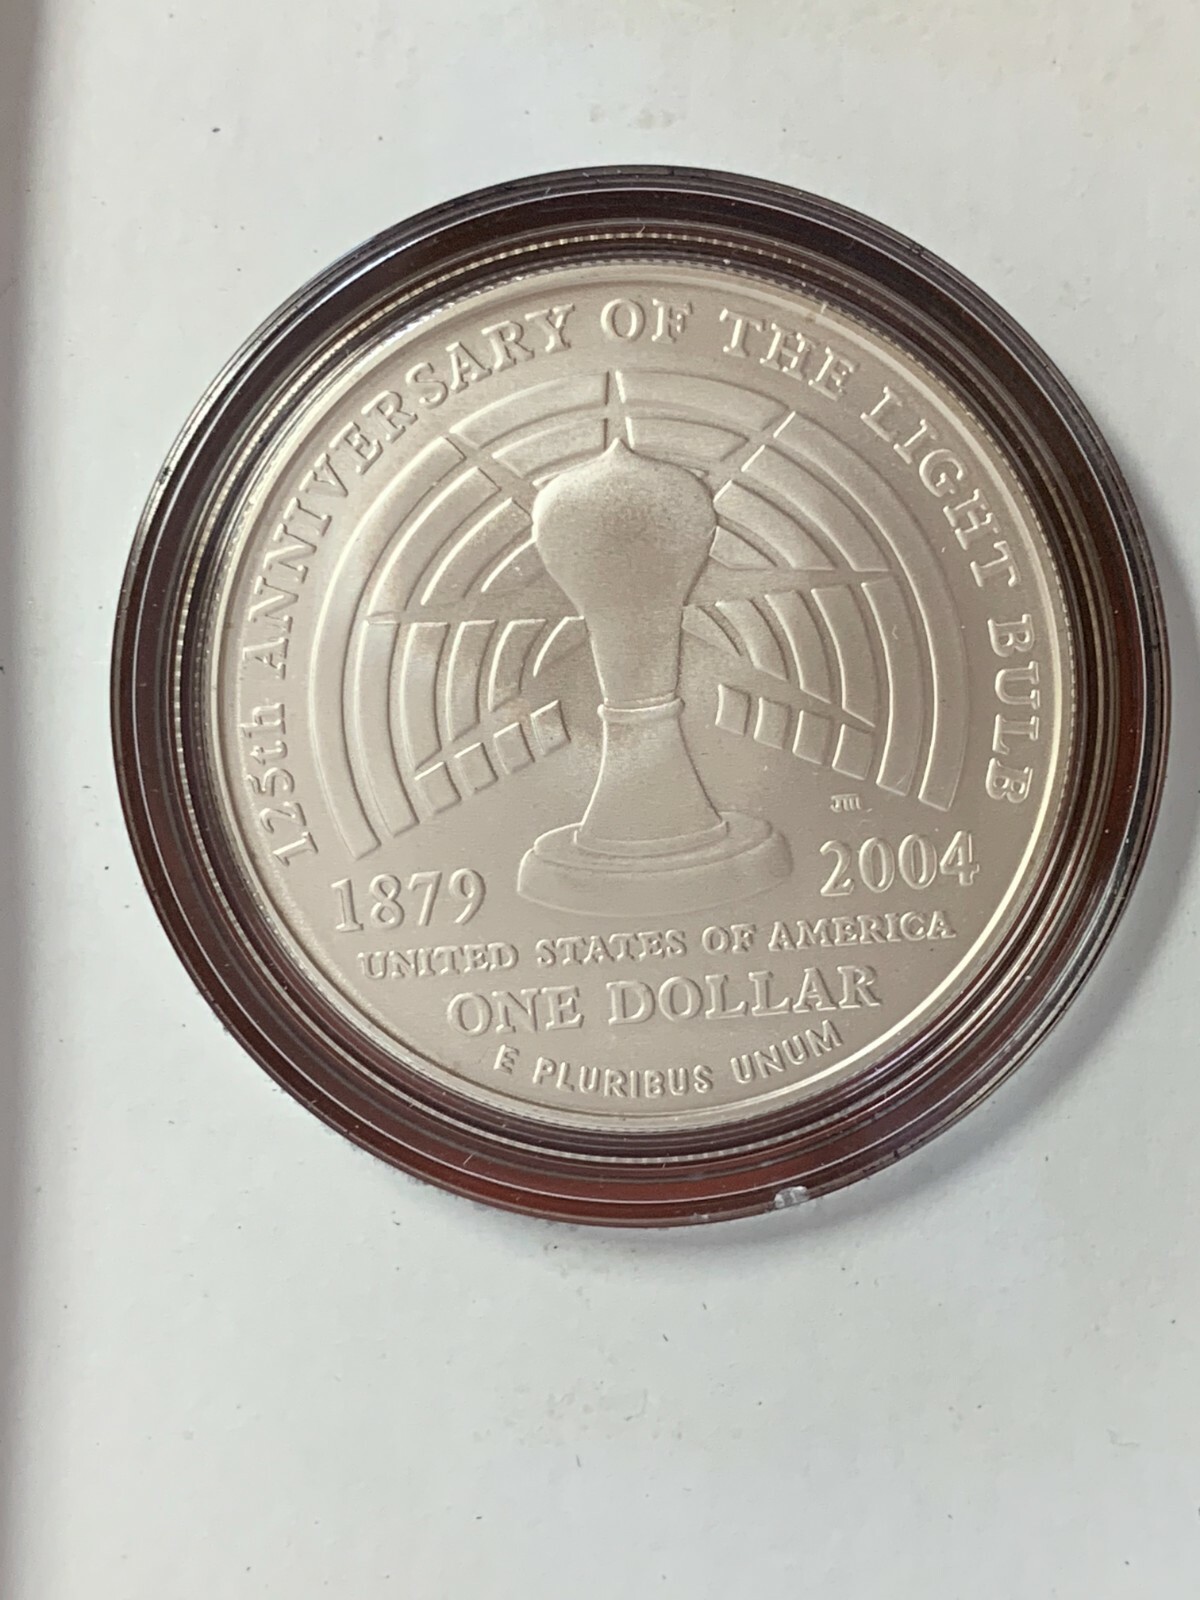 125th ANNIVERSARY OF THE LIGHT BULB
JM
1879 2004
UNITED STATES OF AMERICA
ONE DOLLAR
E PLURIBUS UNUM